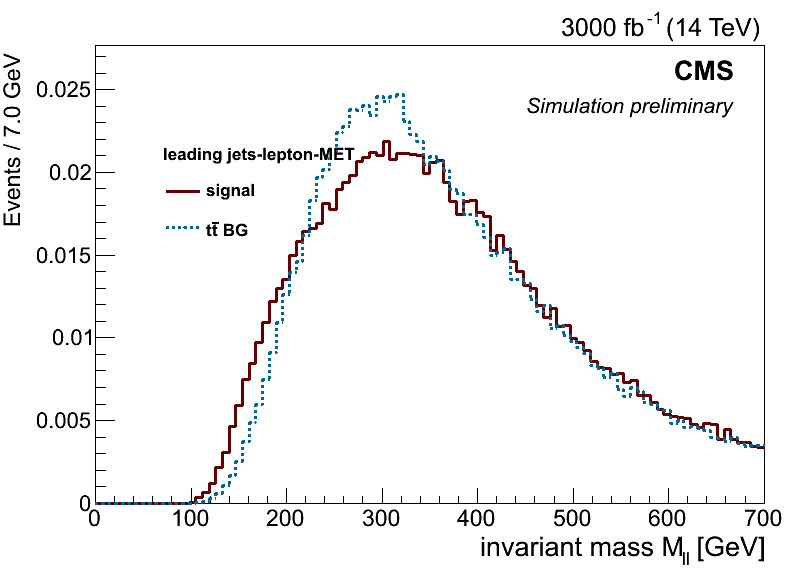 3000 fb⁻¹ (14 TeV)
CMS
Simulation preliminary
Events / 7.0 GeV
leading jets-lepton-MET
signal
tt̄ BG
0.025
0.02
0.015
0.01
0.005
0
0 100 200 300 400 500 600 700
invariant mass M_ll [GeV]